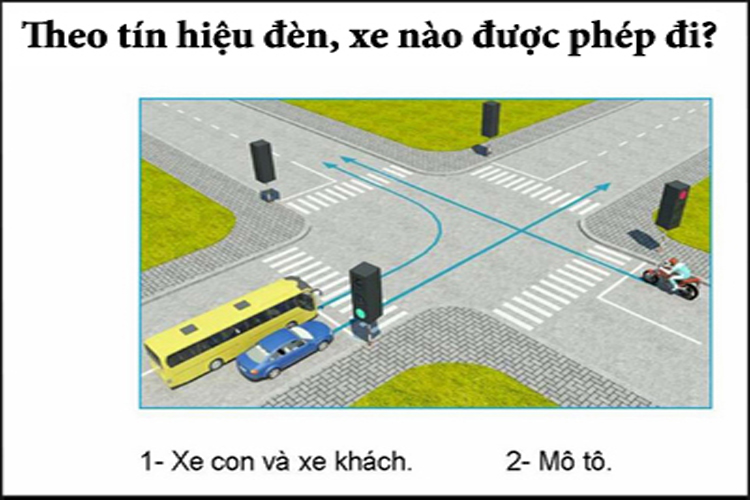 Theo tín hiệu đèn, xe nào được phép đi?
1- Xe con và xe khách.
2- Mô tô.